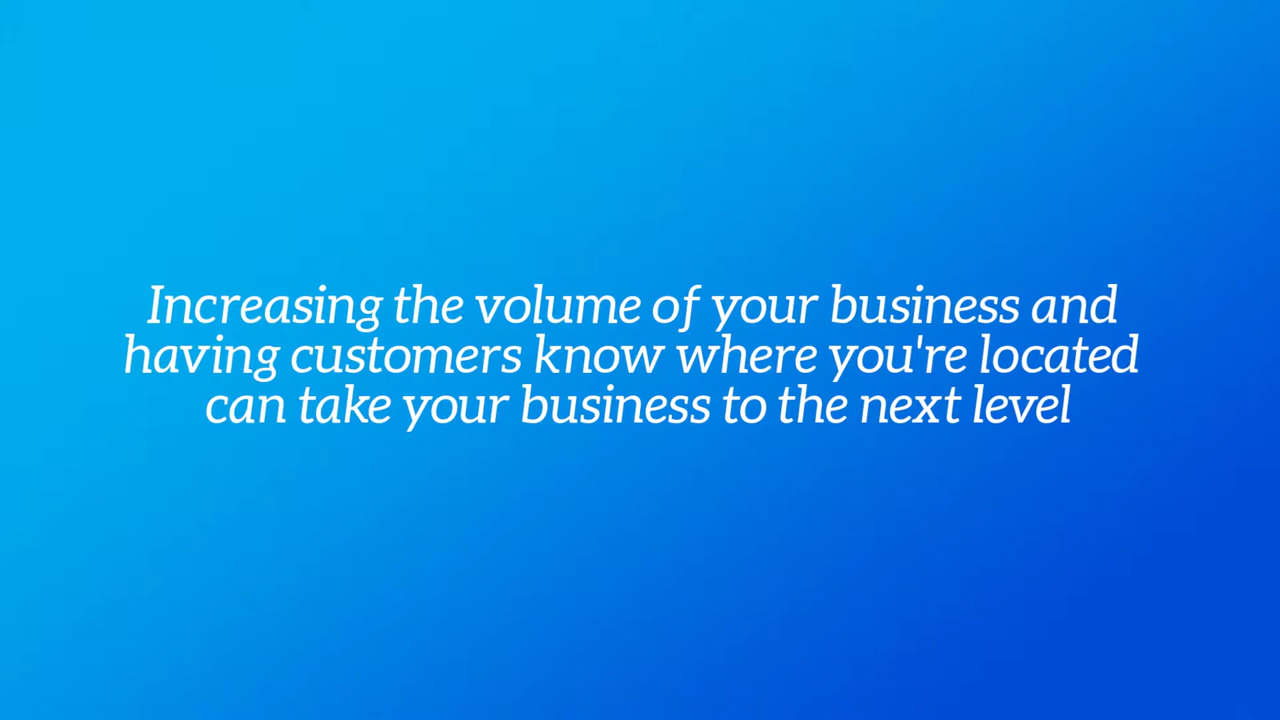 Increasing the volume of your business and
having customers know where you're located
can take your business to the next level